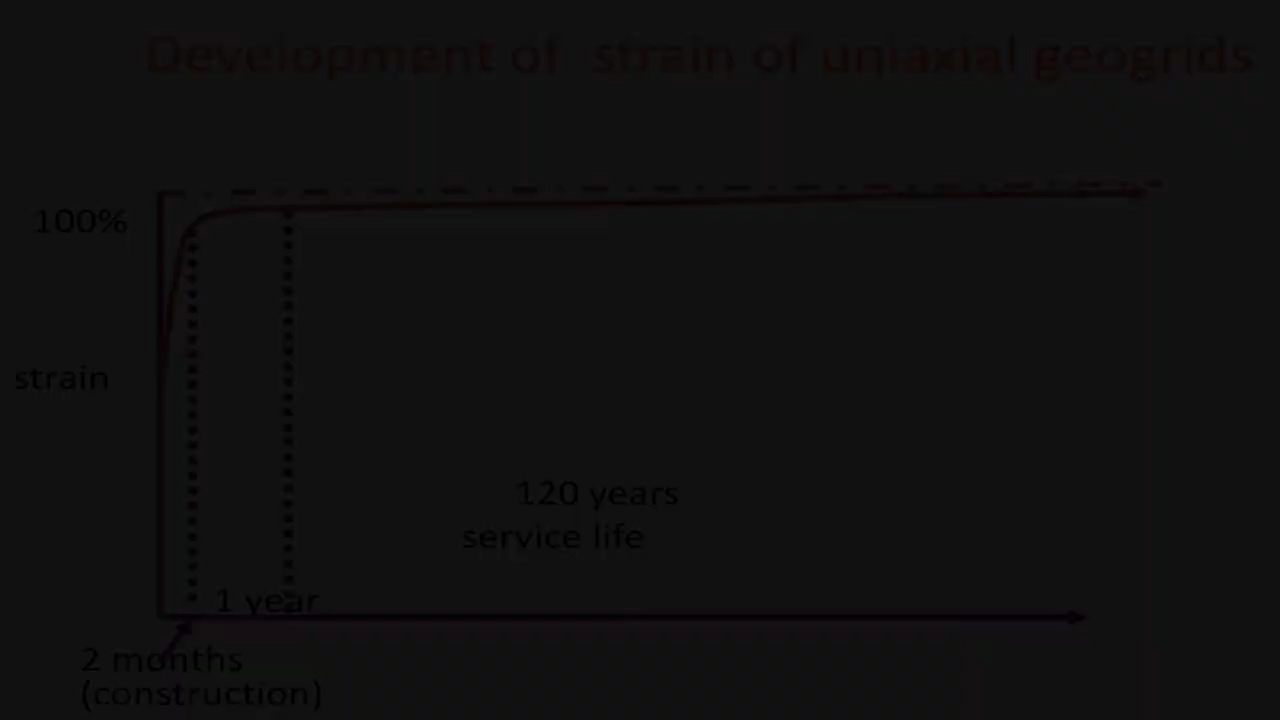 Development of strain of uniaxial geogrids
100%
strain
120 years
service life
1 year
2 months
(construction)